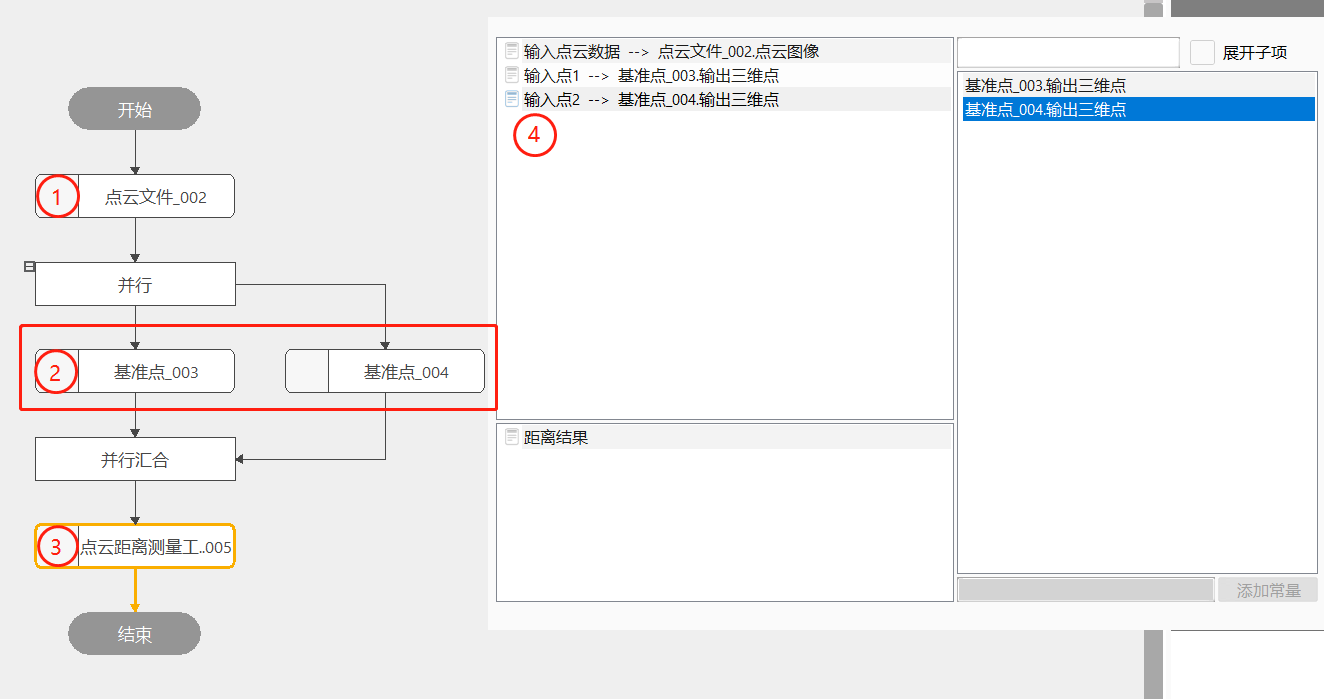 开始
1
点云文件_002
并行
2
基准点_003
基准点_004
并行汇合
3
点云距离测量工..005
结束
输入点云数据 --> 点云文件_002.点云图像
输入点1 --> 基准点_003.输出三维点
输入点2 --> 基准点_004.输出三维点
4
距离结果
展开子项
基准点_003.输出三维点
基准点_004.输出三维点
添加常量